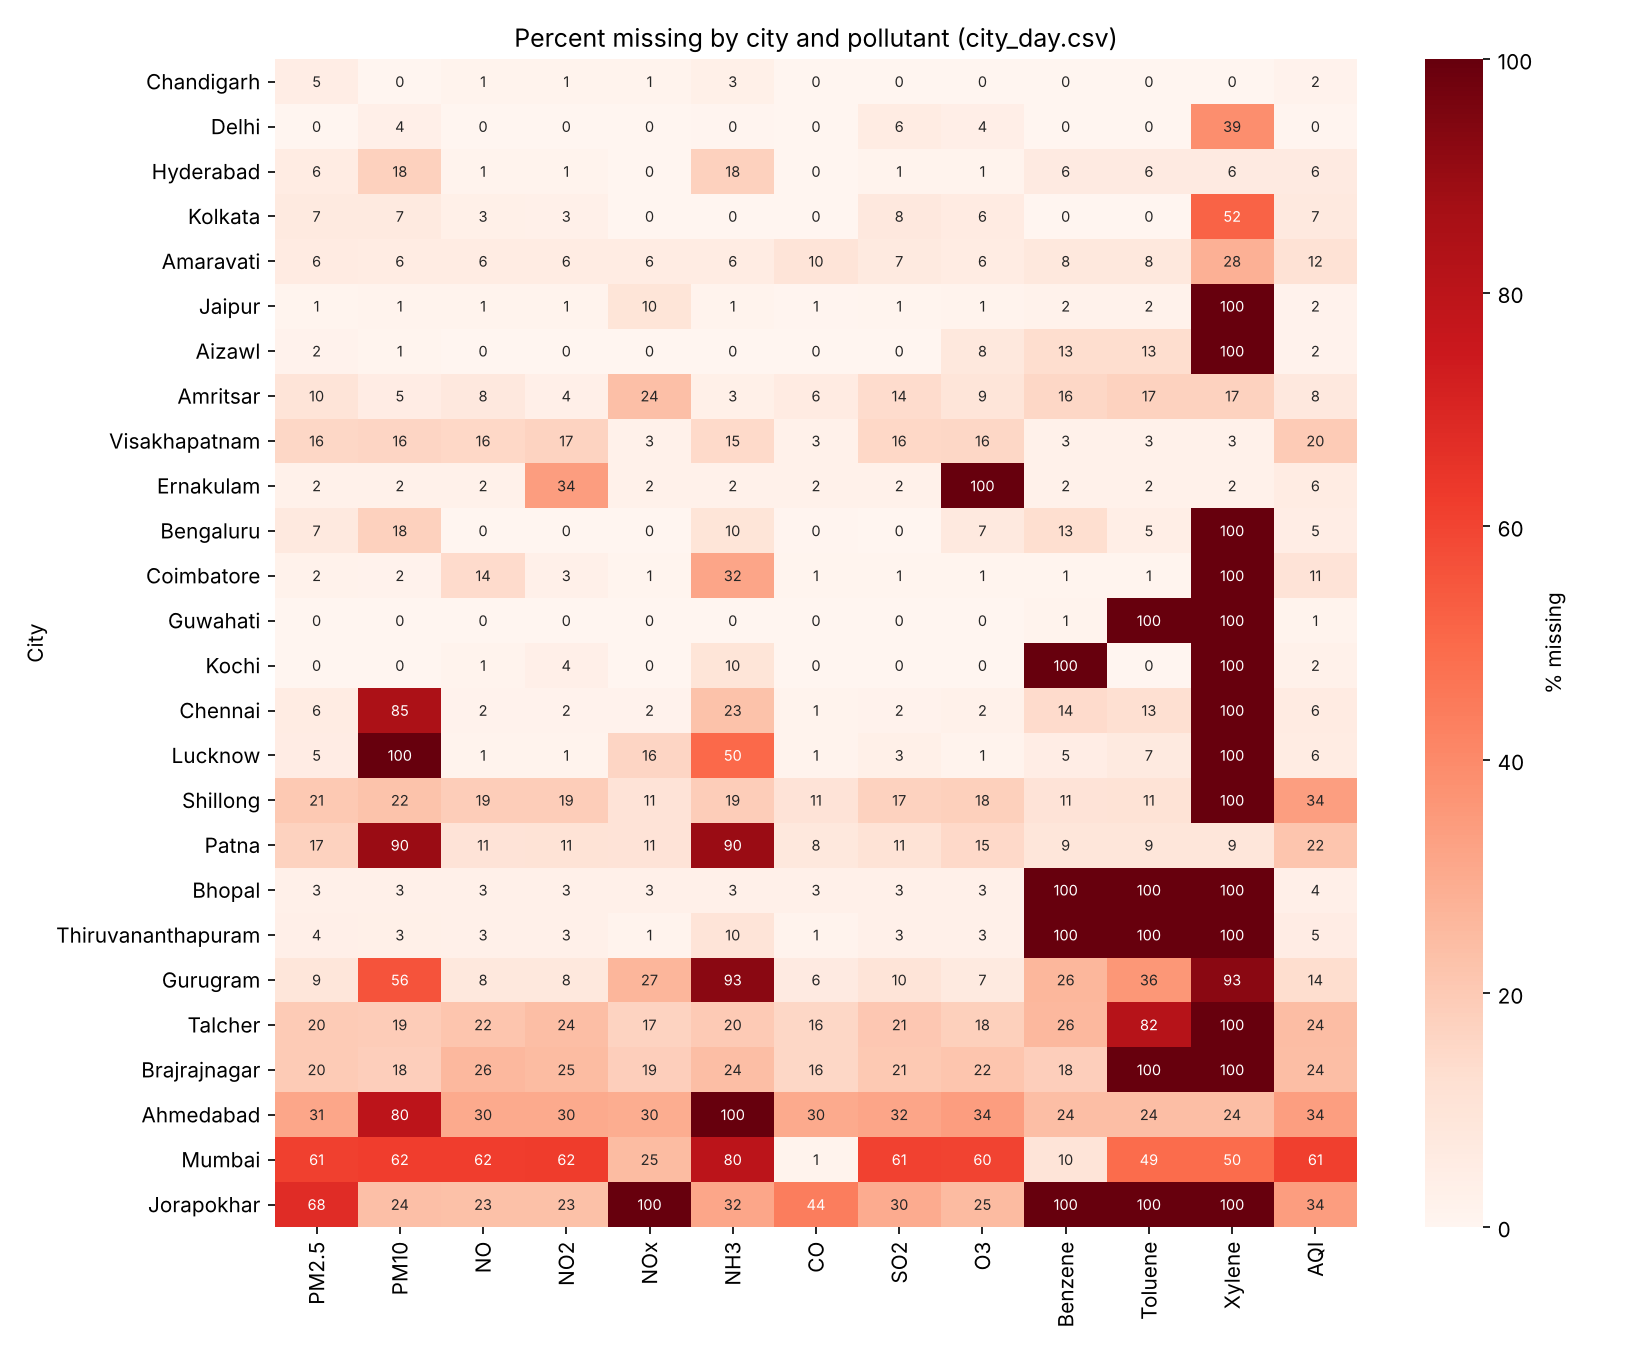 Percent missing by city and pollutant (city_day.csv)
Chandigarh 5 0 1 1 1 3 0 0 0 0 0 0 2
Delhi 0 4 0 0 0 0 0 6 4 0 0 39 0
Hyderabad 6 18 1 1 0 18 0 1 1 6 6 6 6
Kolkata 7 7 3 3 0 0 0 8 6 0 0 52 7
Amaravati 6 6 6 6 6 6 10 7 6 8 8 28 12
Jaipur 1 1 1 1 10 1 1 1 1 2 2 100 2
Aizawl 2 1 0 0 0 0 0 0 8 13 13 100 2
Amritsar 10 5 8 4 24 3 6 14 9 16 17 17 8
Visakhapatnam 16 16 16 17 3 15 3 16 16 3 3 3 20
Ernakulam 2 2 2 34 2 2 2 2 100 2 2 2 6
Bengaluru 7 18 0 0 0 10 0 0 7 13 5 100 5
Coimbatore 2 2 14 3 1 32 1 1 1 1 1 100 11
Guwahati 0 0 0 0 0 0 0 0 0 1 100 100 1
Kochi 0 0 1 4 0 10 0 0 0 100 0 100 2
Chennai 6 85 2 2 2 23 1 2 2 14 13 100 6
Lucknow 5 100 1 1 16 50 1 3 1 5 7 100 6
Shillong 21 22 19 19 11 19 11 17 18 11 11 100 34
Patna 17 90 11 11 11 90 8 11 15 9 9 9 22
Bhopal 3 3 3 3 3 3 3 3 3 100 100 100 4
Thiruvananthapuram 4 3 3 3 1 10 1 3 3 100 100 100 5
Gurugram 9 56 8 8 27 93 6 10 7 26 36 93 14
Talcher 20 19 22 24 17 20 16 21 18 26 82 100 24
Brajrajnagar 20 18 26 25 19 24 16 21 22 18 100 100 24
Ahmedabad 31 80 30 30 30 100 30 32 34 24 24 24 34
Mumbai 61 62 62 62 25 80 1 61 60 10 49 50 61
Jorapokhar 68 24 23 23 100 32 44 30 25 100 100 100 34
PM2.5 PM10 NO NO2 NOx NH3 CO SO2 O3 Benzene Toluene Xylene AQI
City
100
80
60
40
20
0
% missing